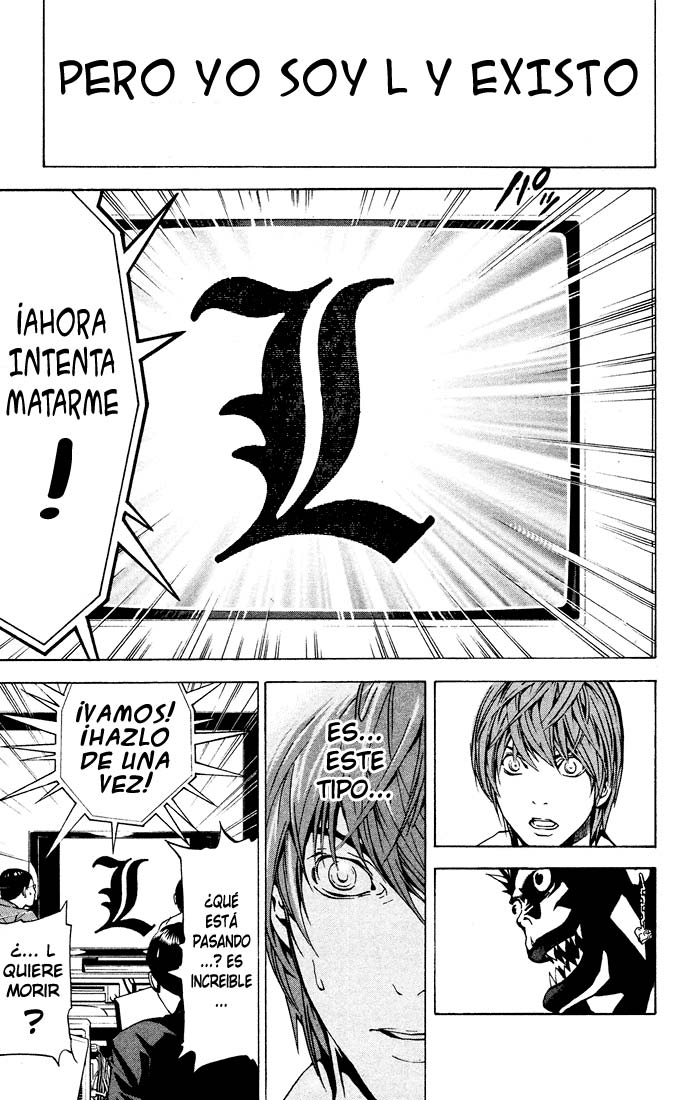 PERO YO SOY L Y EXISTO
¡AHORA
INTENTA
MATARME
!
L
ES...
ESTE
TIPO...
¡VAMOS!
¡HAZLO
DE UNA
VEZ!
L
¿QUÉ
ESTÁ
PASANDO
...? ES
INCREIBLE
...
¿... L
QUIERE
MORIR
?